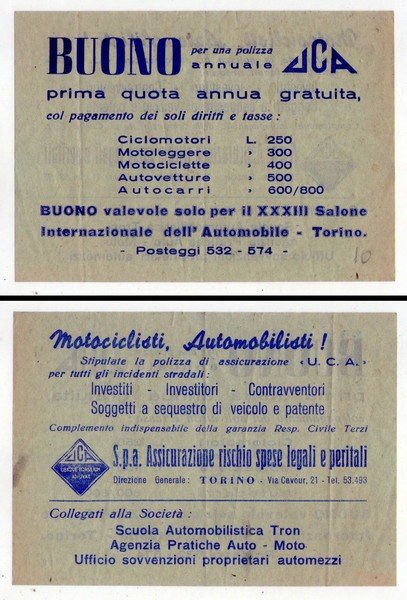 BUONO per una polizza annuale UCA
prima quota annua gratuita,
col pagamento dei soli diritti e tasse :
Ciclomotori L. 250
Motoleggere » 300
Motociclette » 400
Autovetture » 500
Autocarri » 600/800
BUONO valevole solo per il XXXIII Salone
Internazionale dell' Automobile - Torino.
- Posteggi 532 - 574 -
10
Motociclisti, Automobilisti !
Stipulate la polizza di assicurazione «U. C. A.»
per tutti gli incidenti stradali :
Investiti - Investitori - Contravventori
Soggetti a sequestro di veicolo e patente
Complemento indispensabile della garanzia Resp. Civile Terzi
UCA
S.p.a. Assicurazione rischio spese legali e peritali
Direzione Generale: TORINO - Via Cavour, 21 - Tel. 53.493
Collegati alla Società :
Scuola Automobilistica Tron
Agenzia Pratiche Auto - Moto
Ufficio sovvenzioni proprietari automezzi